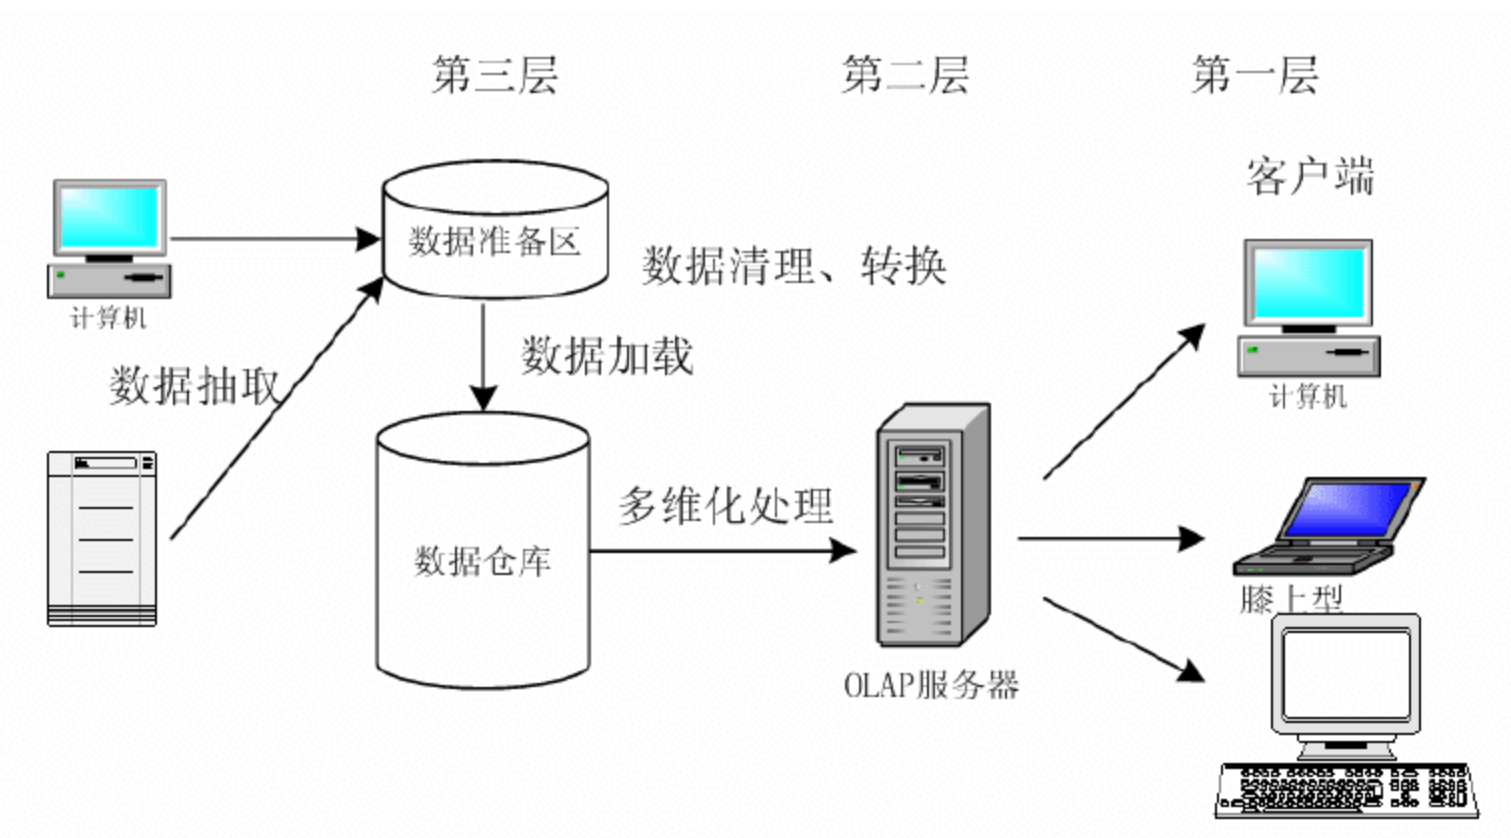 第三层
第二层
第一层
客户端
数据准备区
数据清理、转换
计算机
数据加载
数据抽取
计算机
多维化处理
数据仓库
膝上型
OLAP服务器